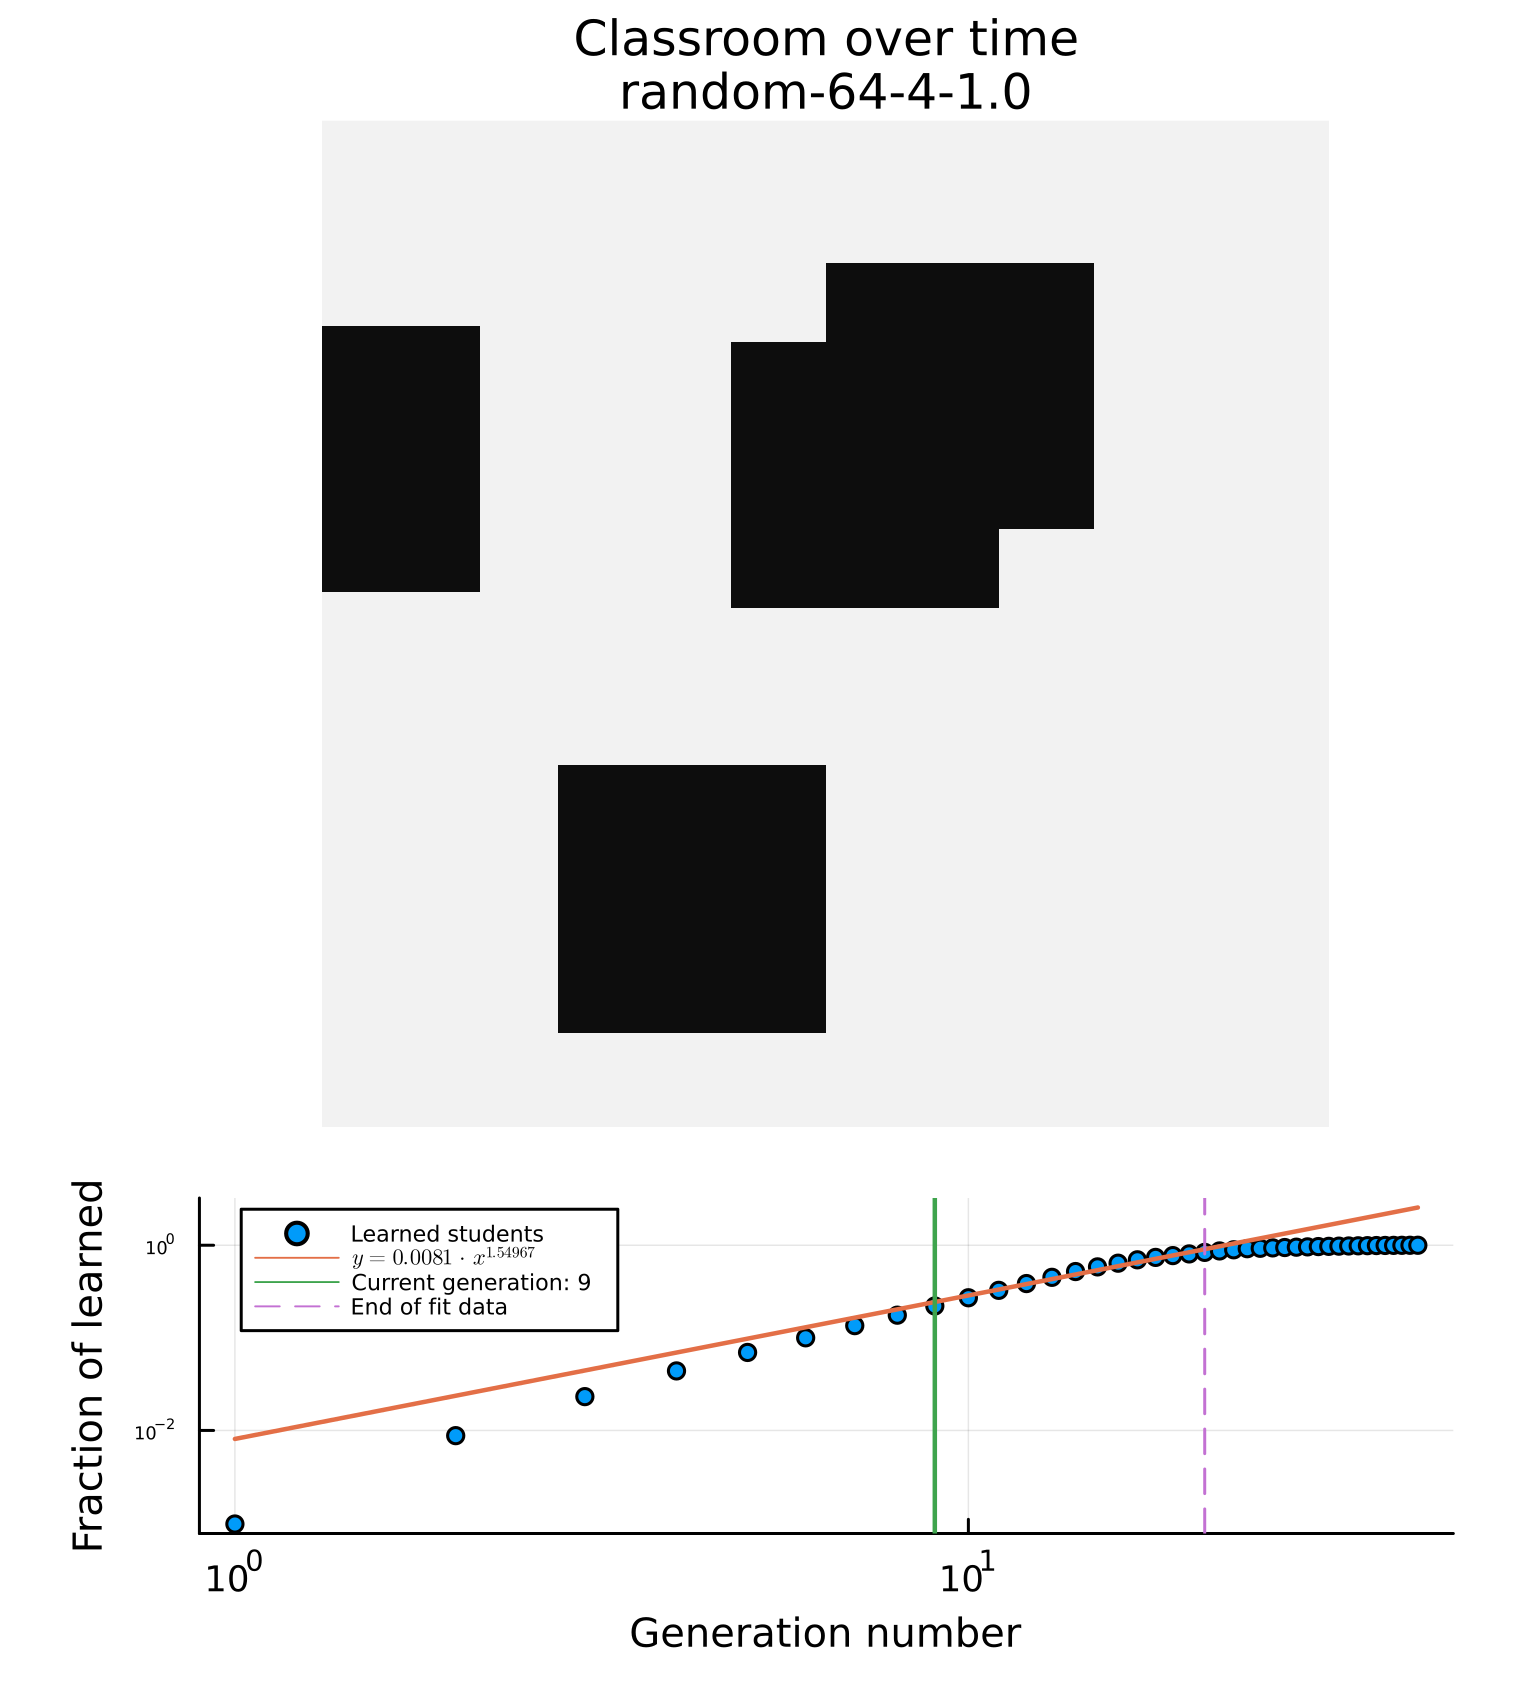 Classroom over time
random-64-4-1.0
Fraction of learned
10^0
10^-2
Learned students
y = 0.0081 · x^1.54967
Current generation: 9
End of fit data
10^0
10^1
Generation number